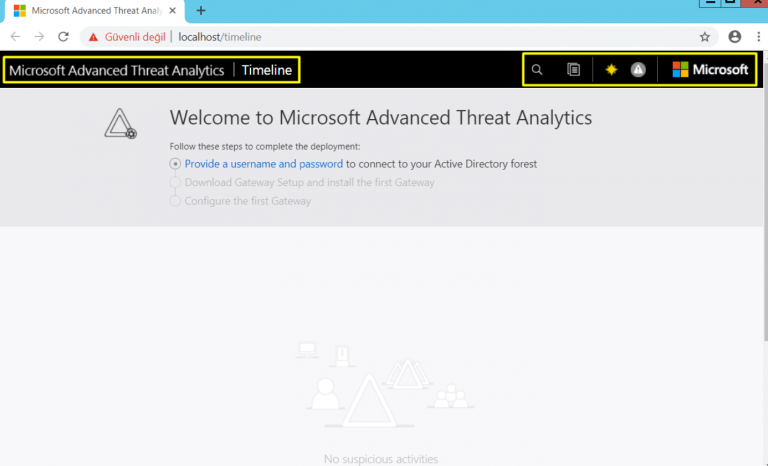 Microsoft Advanced Threat Analy
Güvenli değil | localhost/timeline
Microsoft Advanced Threat Analytics | Timeline
Microsoft
Welcome to Microsoft Advanced Threat Analytics
Follow these steps to complete the deployment:
Provide a username and password to connect to your Active Directory forest
Download Gateway Setup and install the first Gateway
Configure the first Gateway
No suspicious activities